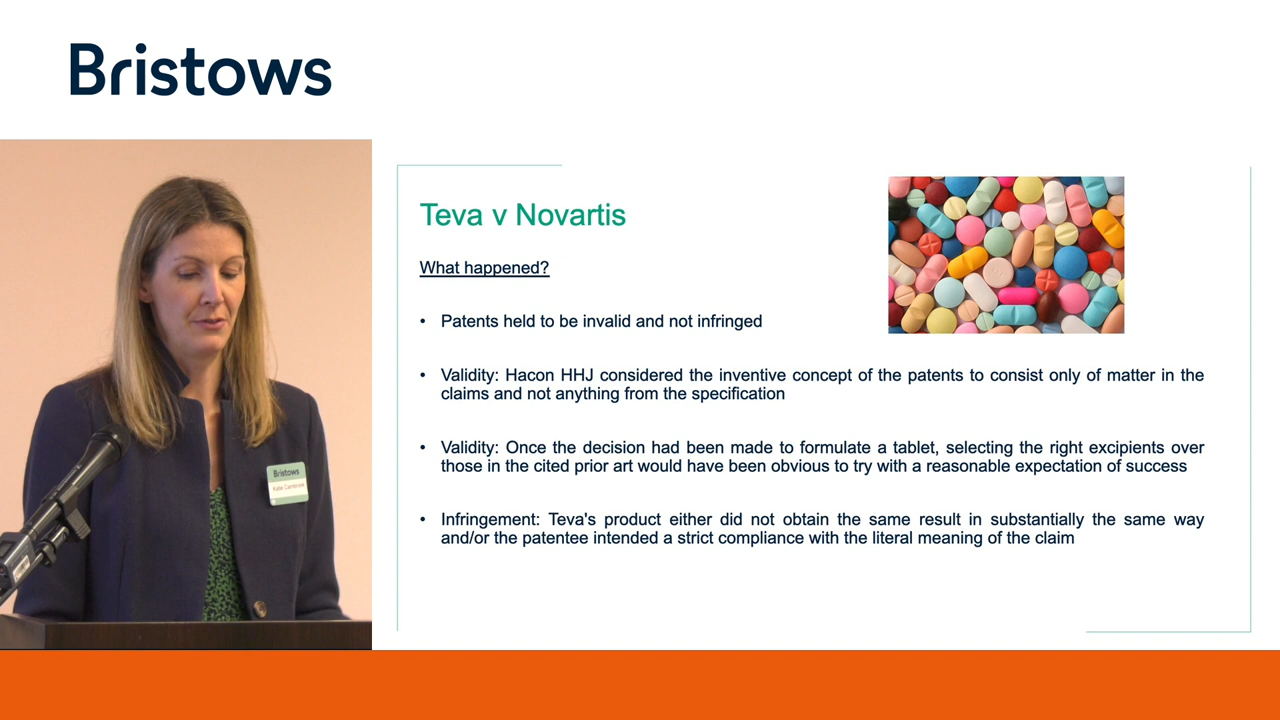 Bristows
Bristows
Teva v Novartis
What happened?
• Patents held to be invalid and not infringed
• Validity: Hacon HHJ considered the inventive concept of the patents to consist only of matter in the
claims and not anything from the specification
• Validity: Once the decision had been made to formulate a tablet, selecting the right excipients over
those in the cited prior art would have been obvious to try with a reasonable expectation of success
• Infringement: Teva's product either did not obtain the same result in substantially the same way
and/or the patentee intended a strict compliance with the literal meaning of the claim